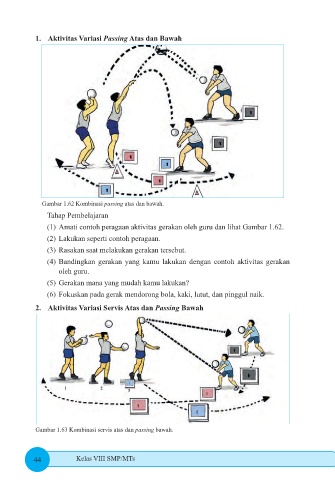 1. Aktivitas Variasi Passing Atas dan Bawah
Gambar 1.62 Kombinasi passing atas dan bawah.
Tahap Pembelajaran
(1) Amati contoh peragaan aktivitas gerakan oleh guru dan lihat Gambar 1.62.
(2) Lakukan seperti contoh peragaan.
(3) Rasakan saat melakukan gerakan tersebut.
(4) Bandingkan gerakan yang kamu lakukan dengan contoh aktivitas gerakan
oleh guru.
(5) Gerakan mana yang mudah kamu lakukan?
(6) Fokuskan pada gerak mendorong bola, kaki, lutut, dan pinggul naik.
2. Aktivitas Variasi Servis Atas dan Passing Bawah
1 2 3
Gambar 1.63 Kombinasi servis atas dan passing bawah.
44 Kelas VIII SMP/MTs